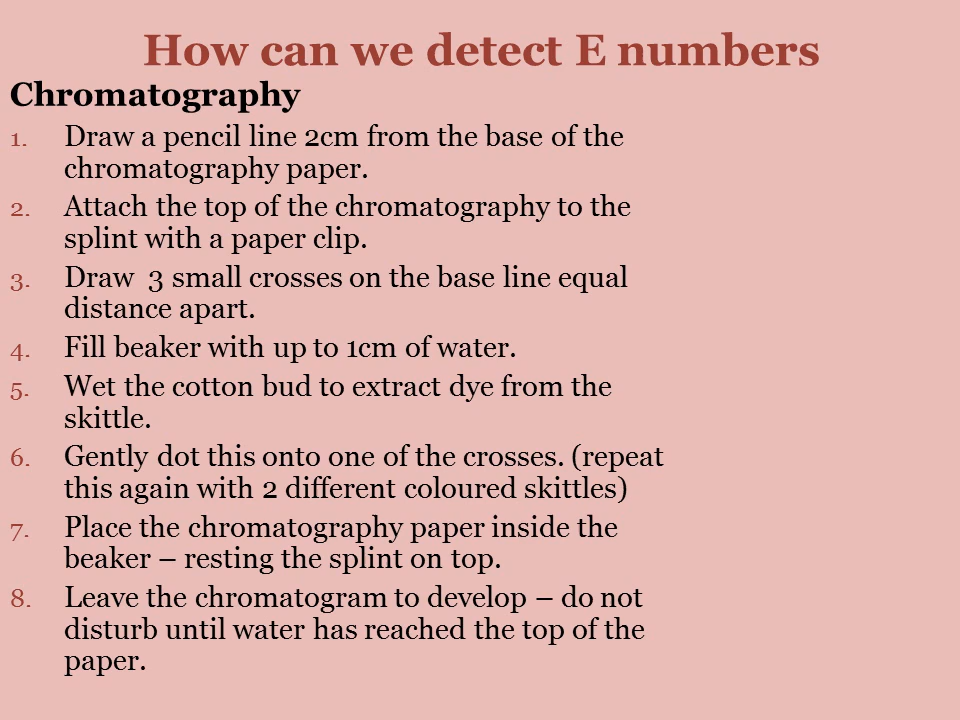 How can we detect E numbers
Chromatography
1. Draw a pencil line 2cm from the base of the
chromatography paper.
2. Attach the top of the chromatography to the
splint with a paper clip.
3. Draw  3 small crosses on the base line equal
distance apart.
4. Fill beaker with up to 1cm of water.
5. Wet the cotton bud to extract dye from the
skittle.
6. Gently dot this onto one of the crosses. (repeat
this again with 2 different coloured skittles)
7. Place the chromatography paper inside the
beaker – resting the splint on top.
8. Leave the chromatogram to develop – do not
disturb until water has reached the top of the
paper.